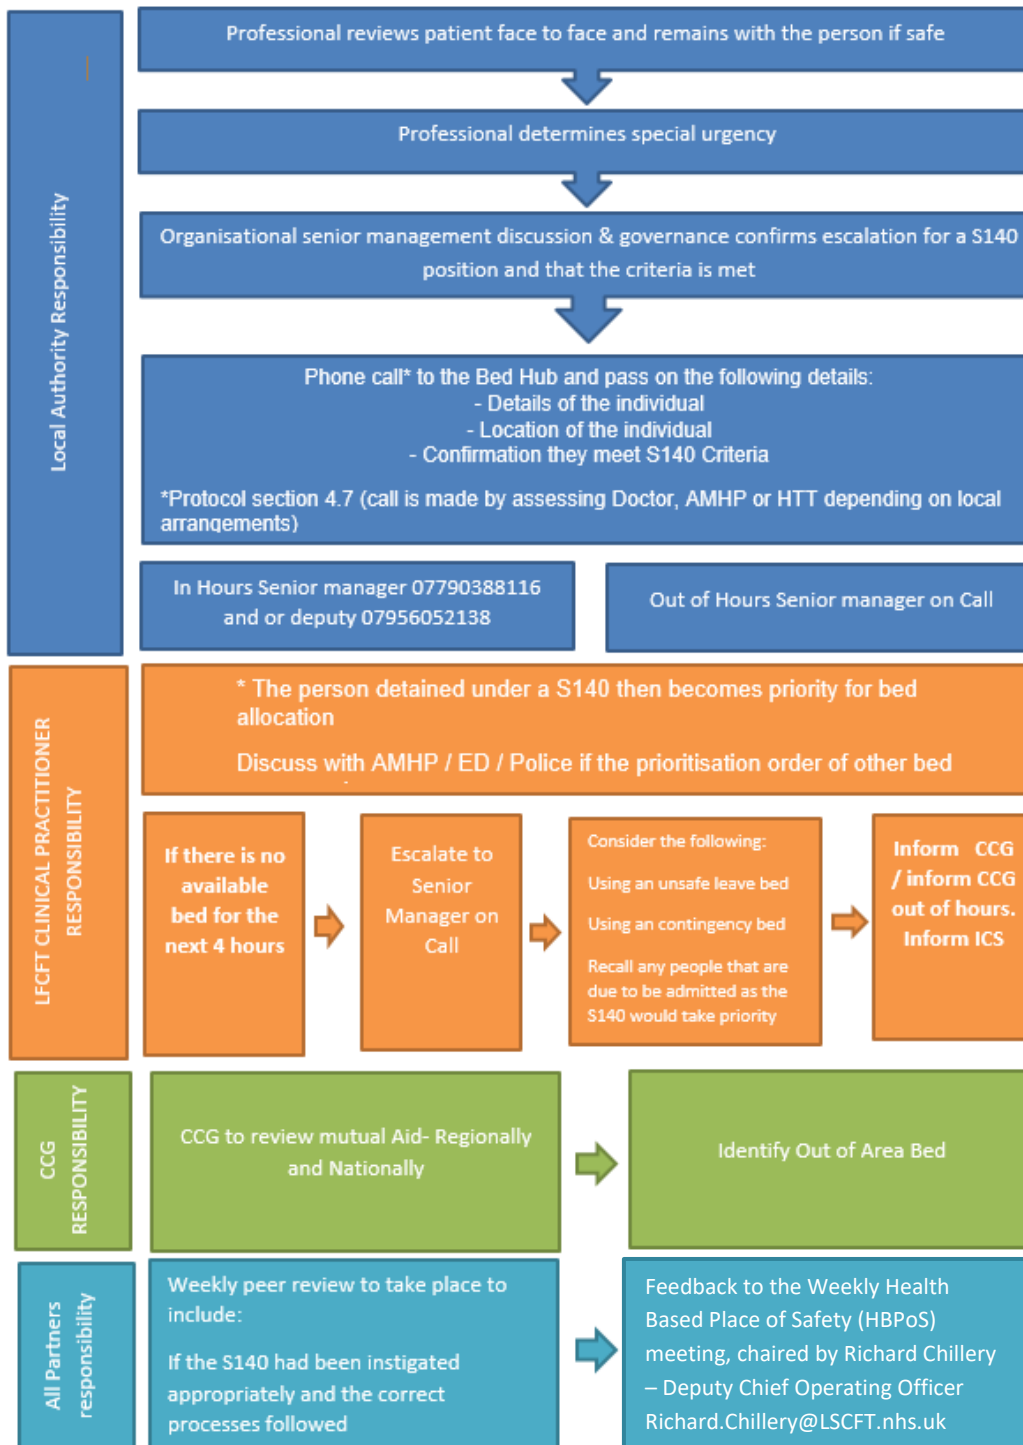 Local Authority Responsibility
Professional reviews patient face to face and remains with the person if safe
Professional determines special urgency
Organisational senior management discussion & governance confirms escalation for a S140
position and that the criteria is met
Phone call* to the Bed Hub and pass on the following details:
- Details of the individual
- Location of the individual
- Confirmation they meet S140 Criteria
*Protocol section 4.7 (call is made by assessing Doctor, AMHP or HTT depending on local
arrangements)
In Hours Senior manager 07790388116
and or deputy 07956052138
Out of Hours Senior manager on Call
LFCFT CLINICAL PRACTITIONER
RESPONSIBILITY
* The person detained under a S140 then becomes priority for bed
allocation
Discuss with AMHP / ED / Police if the prioritisation order of other bed
If there is no
available
bed for the
next 4 hours
Escalate to
Senior
Manager on
Call
Consider the following:
Using an unsafe leave bed
Using an contingency bed
Recall any people that are
due to be admitted as the
S140 would take priority
Inform CCG
/ inform CCG
out of hours.
Inform ICS
CCG
RESPONSIBILITY
CCG to review mutual Aid- Regionally
and Nationally
Identify Out of Area Bed
All Partners
responsibility
Weekly peer review to take place to
include:
If the S140 had been instigated
appropriately and the correct
processes followed
Feedback to the Weekly Health
Based Place of Safety (HBPoS)
meeting, chaired by Richard Chillery
– Deputy Chief Operating Officer
Richard.Chillery@LSCFT.nhs.uk